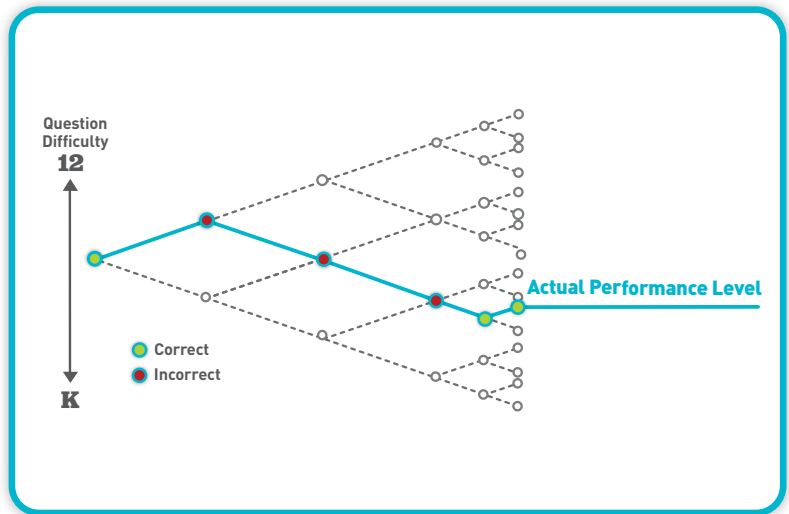 Question
Difficulty
12
Actual Performance Level
Correct
Incorrect
K